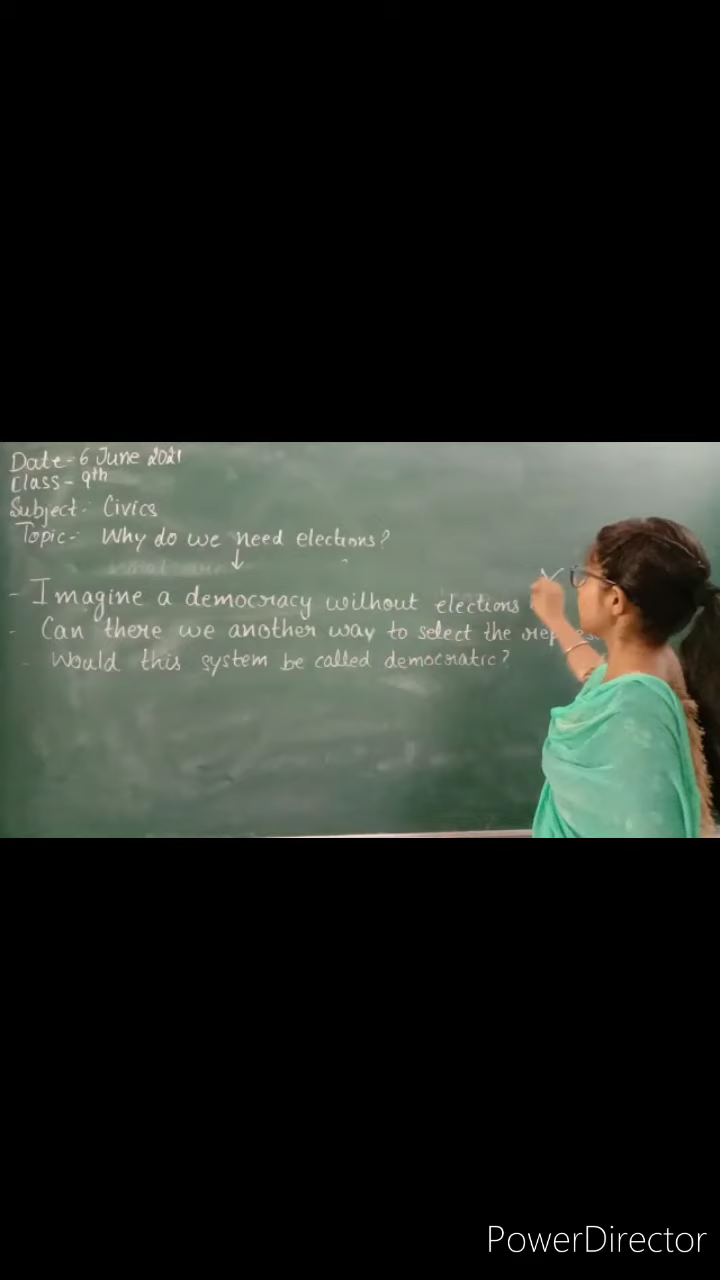 Date- 6 June 2021
Class- 9th
Subject:- Civics
Topic-: Why do we need elections?
↓
- Imagine a democracy without elections
- Can there we another way to select the
- Would this system be called democratic?
PowerDirector